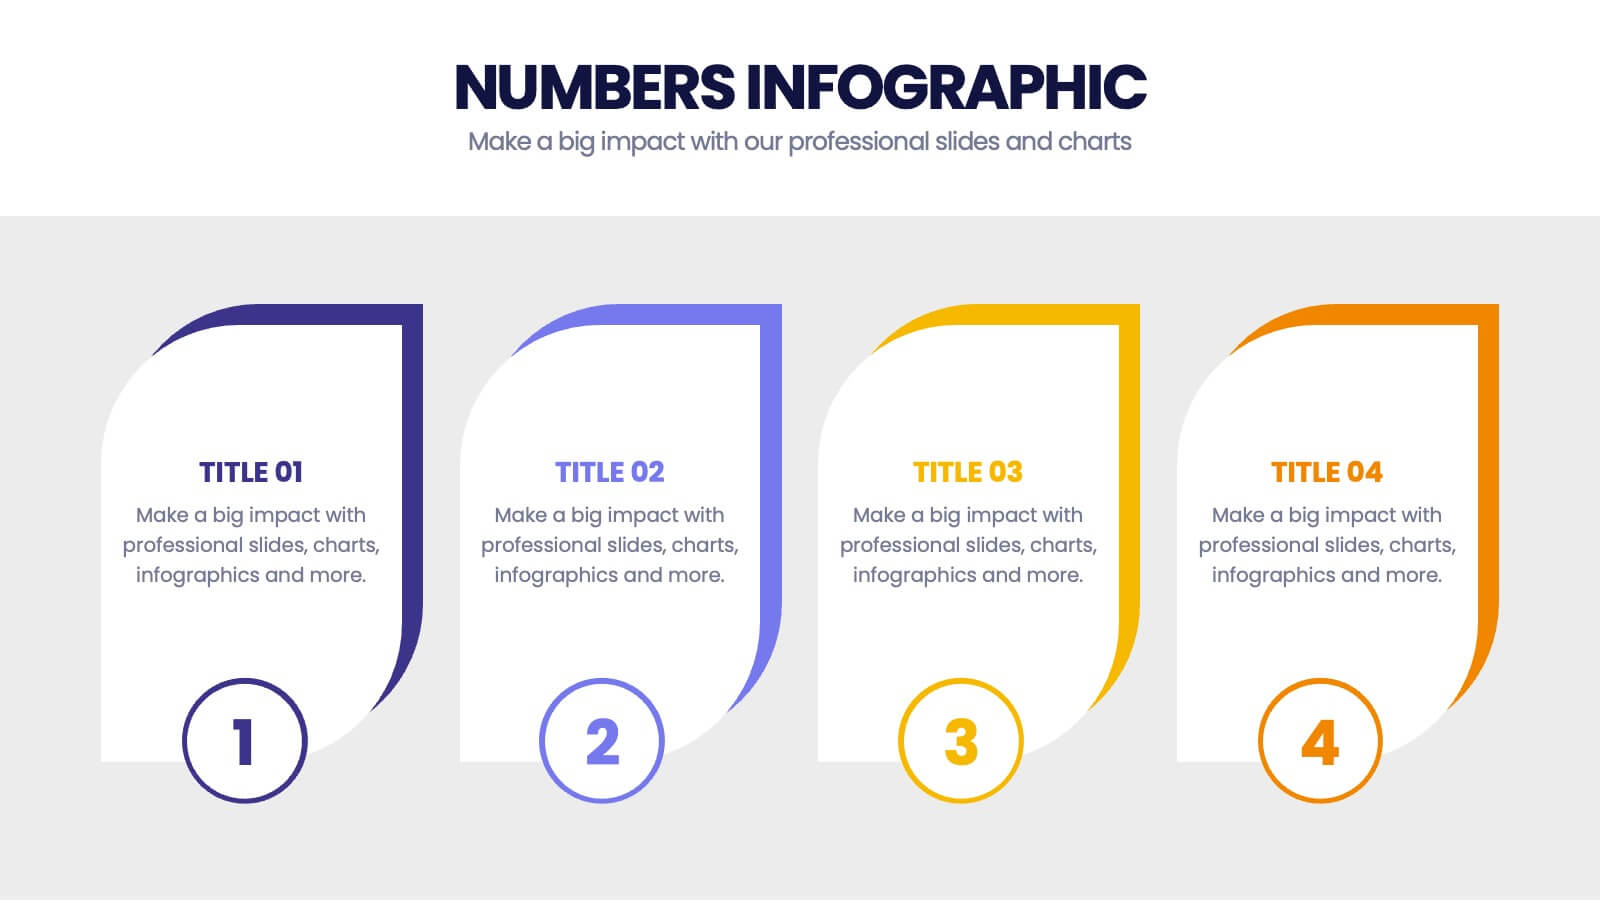 NUMBERS INFOGRAPHIC
Make a big impact with our professional slides and charts
TITLE 01
Make a big impact with
professional slides, charts,
infographics and more.
1
TITLE 02
Make a big impact with
professional slides, charts,
infographics and more.
2
TITLE 03
Make a big impact with
professional slides, charts,
infographics and more.
3
TITLE 04
Make a big impact with
professional slides, charts,
infographics and more.
4